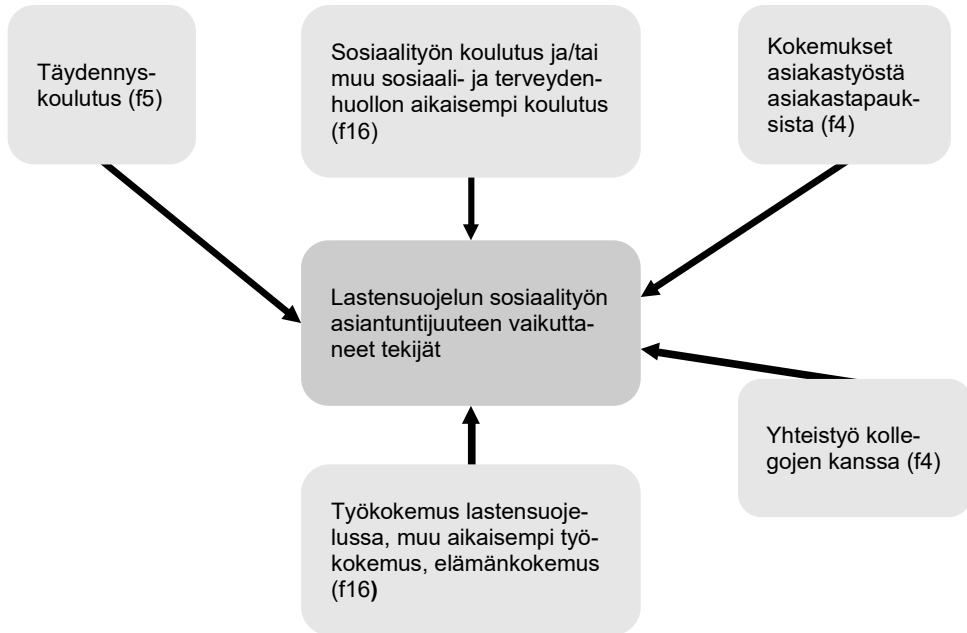 Täydennys-
koulutus (f5)
Sosiaalityön koulutus ja/tai
muu sosiaali- ja terveyden-
huollon aikaisempi koulutus
(f16)
Kokemukset
asiakastyöstä
asiakastapauk-
sista (f4)
Lastensuojelun sosiaalityön
asiantuntijuuteen vaikutta-
neet tekijät
Yhteistyö kolle-
gojen kanssa (f4)
Työkokemus lastensuoje-
lussa, muu aikaisempi työ-
kokemus, elämänkokemus
(f16)